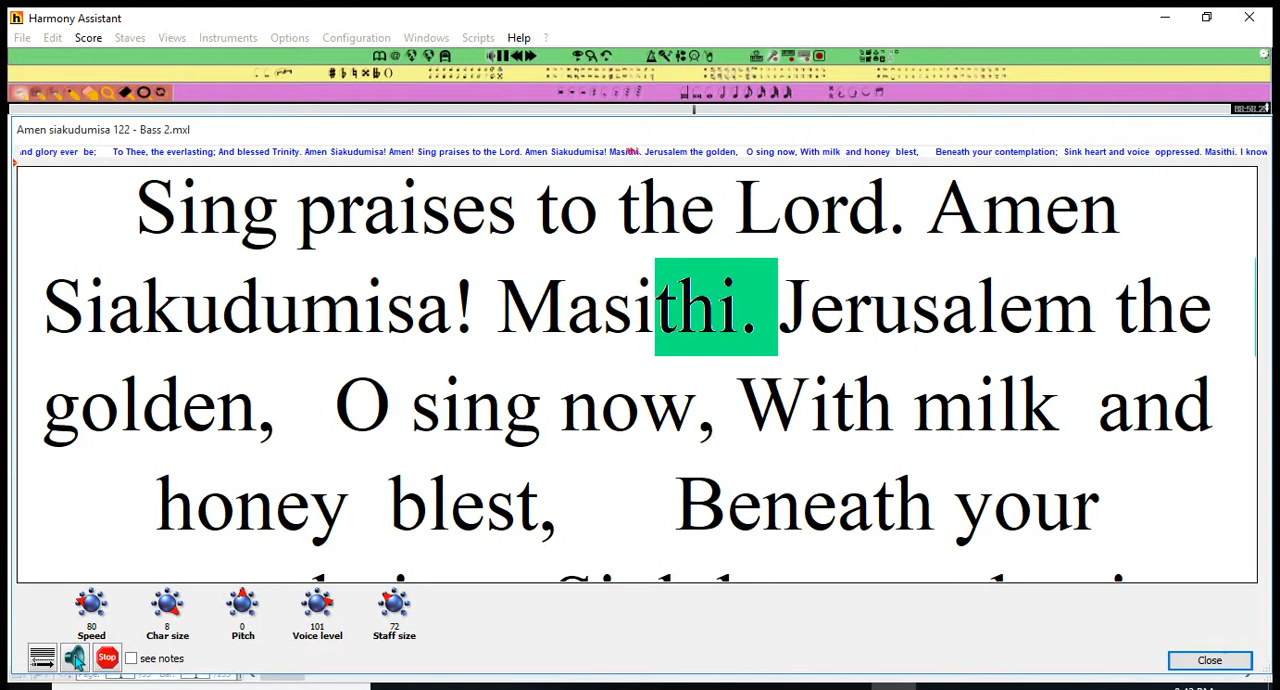 Harmony Assistant
File Edit Score Staves Views Instruments Options Configuration Windows Scripts Help ?
Amen siakudumisa 122 - Bass 2.mxl
and glory ever be; To Thee, the everlasting; And blessed Trinity. Amen Siakudumisa! Amen! Sing praises to the Lord. Amen Siakudumisa! Masithi. Jerusalem the golden, O sing now, With milk and honey blest, Beneath your contemplation; Sink heart and voice oppressed. Masithi. I know
Sing praises to the Lord. Amen
Siakudumisa! Masithi. Jerusalem the
golden, O sing now, With milk and
honey blest, Beneath your
80 8 0 101 72
Speed Char size Pitch Voice level Staff size
Stop see notes
Close